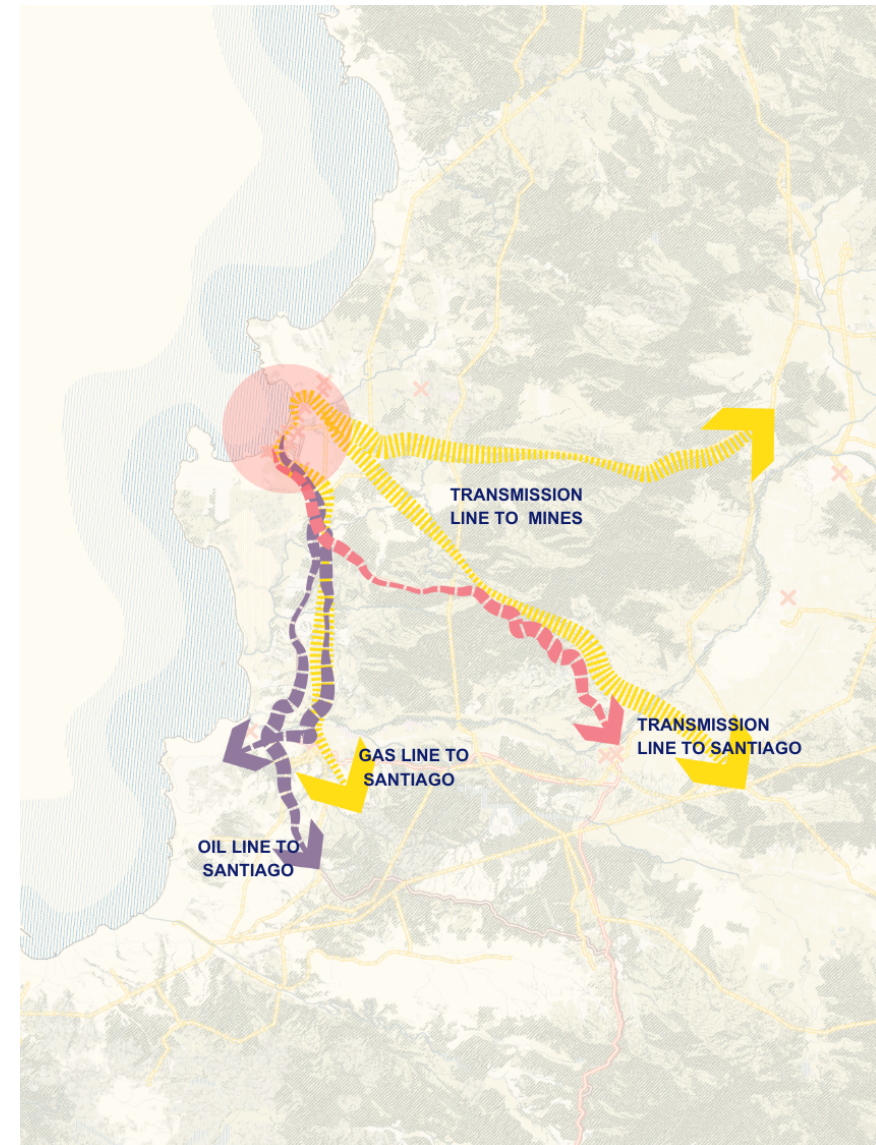 TRANSMISSION
LINE TO MINES
TRANSMISSION
LINE TO SANTIAGO
GAS LINE TO
SANTIAGO
OIL LINE TO
SANTIAGO